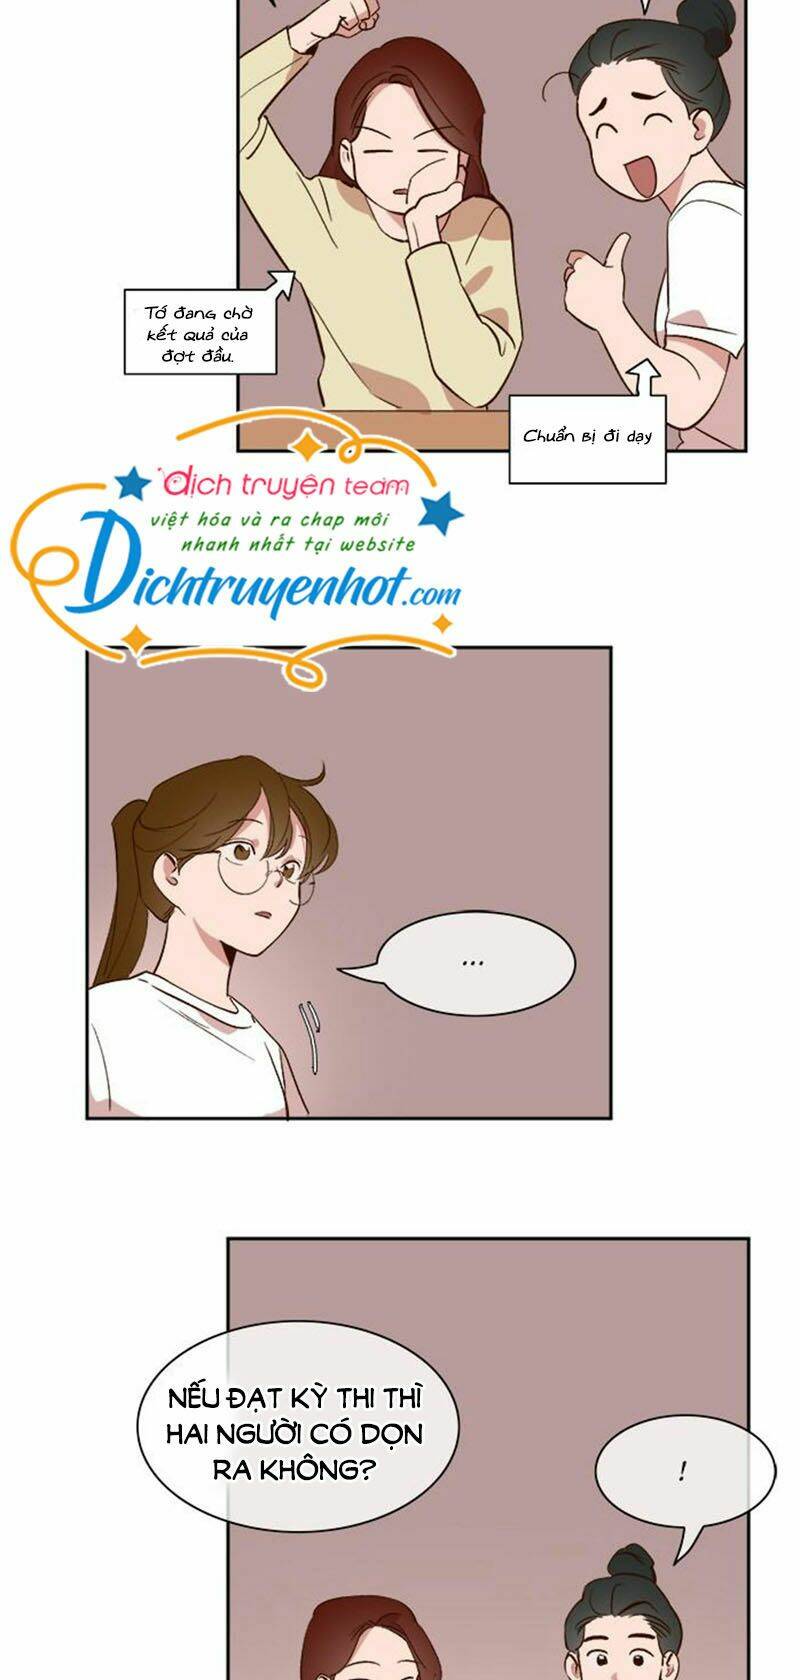 Tớ đang chờ
kết quả của
đợt đầu.
Chuẩn bị đi dạy
dịch truyện team
việt hóa và ra chap mới
nhanh nhất tại website
Dichtruyenhot.com
...
NẾU ĐẠT KỲ THI THÌ
HAI NGƯỜI CÓ DỌN
RA KHÔNG?
!